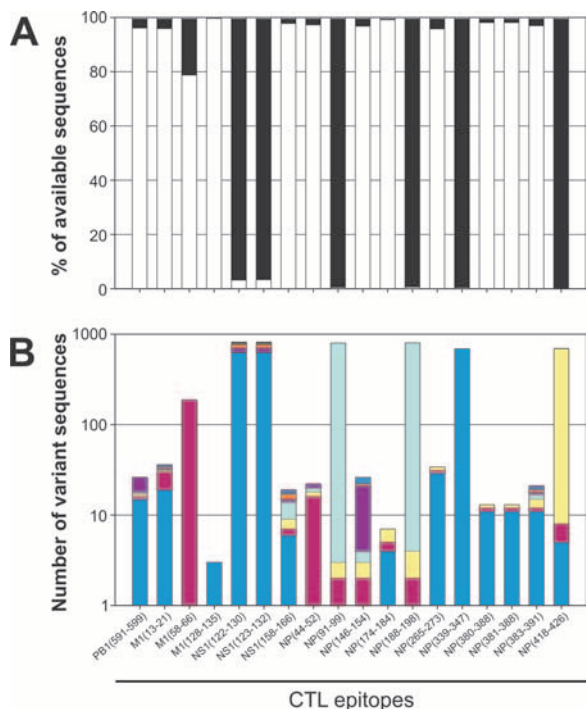 A
100
80
60
40
20
0
% of available sequences
B
1000
100
10
1
Number of variant sequences
PB1(591-599)
M1(13-21)
M1(58-66)
M1(128-135)
NS1(122-130)
NS1(123-132)
NS1(158-166)
NP(44-52)
NP(91-99)
NP(146-154)
NP(174-184)
NP(188-198)
NP(265-273)
NP(339-347)
NP(380-388)
NP(381-388)
NP(383-391)
NP(418-426)
CTL epitopes